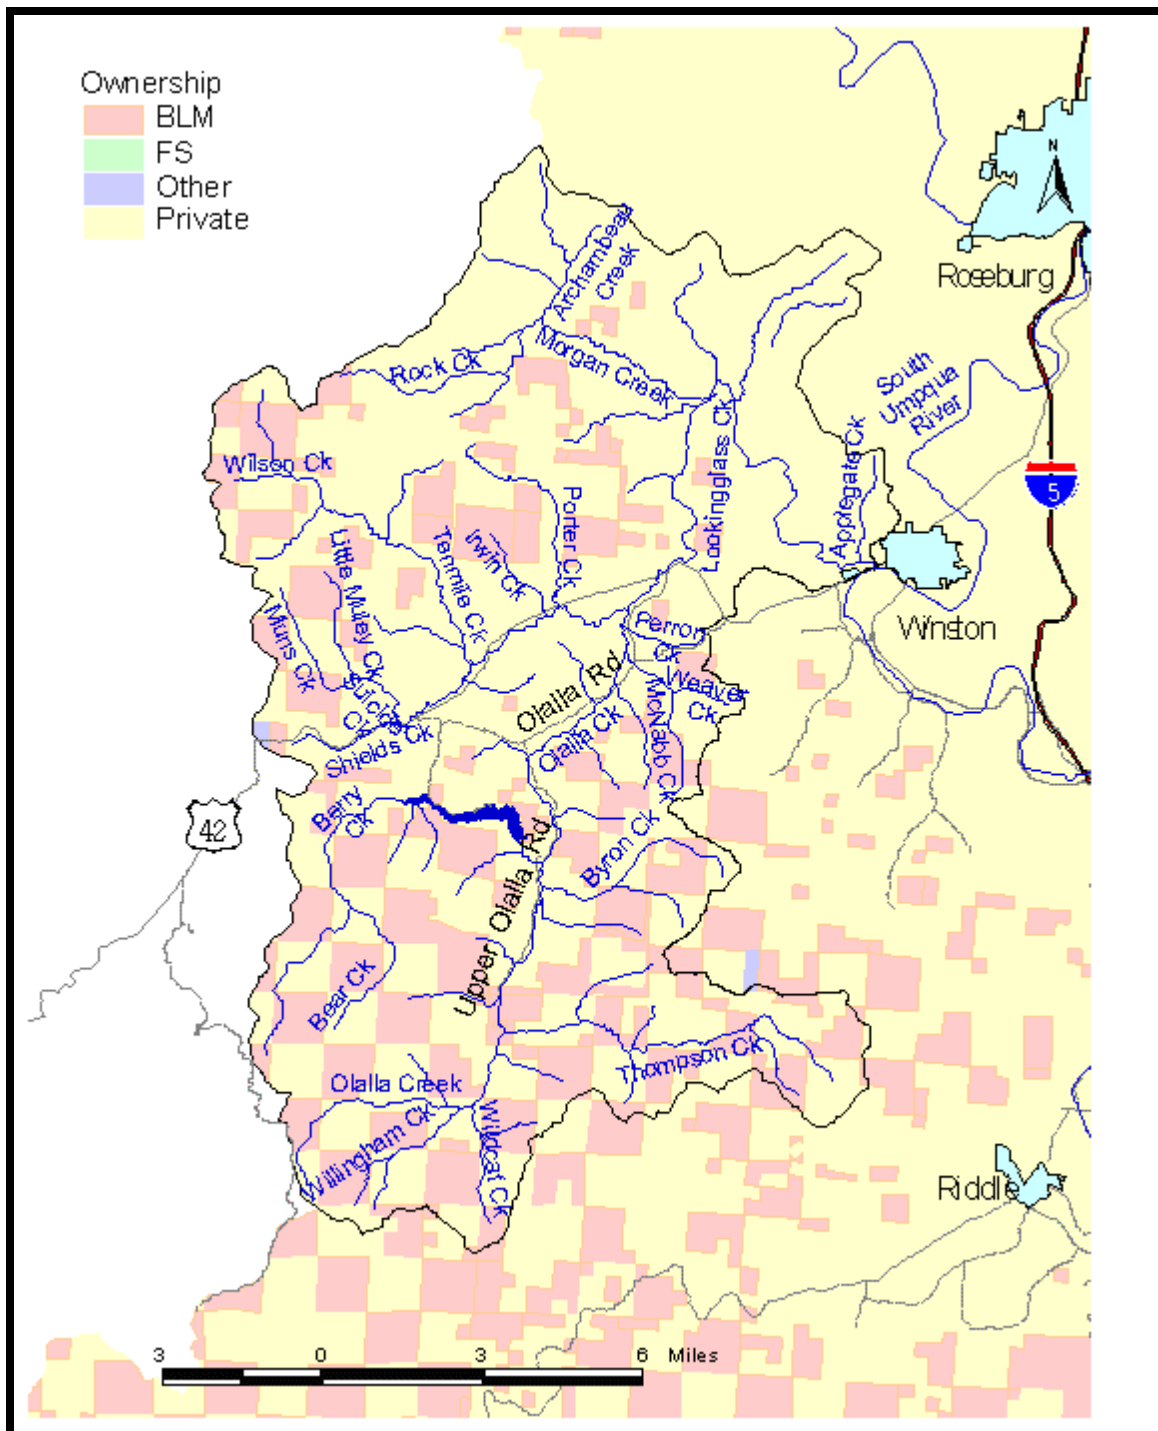 Ownership
BLM
FS
Other
Private
N
Roseburg
Archambeau
Creek
Rock Ck
Morgan Creek
South
Umpqua
River
Lookingglass Ck
Applegate Ck
5
Wilson Ck
Porter Ck
Irwin Ck
Tenmile Ck
Little Muley Ck
Muns Ck
Suicide
Ck
Perron
Ck
Winston
Weaver
Ck
McNabb Ck
Olalla Rd
Olalla Ck
Shields Ck
Berry
Ck
42
Byron Ck
Upper Olalla Rd
Bear Ck
Thompson Ck
Olalla Creek
Willingham Ck
Wildcat Ck
Riddle
3 0 3 6 Miles